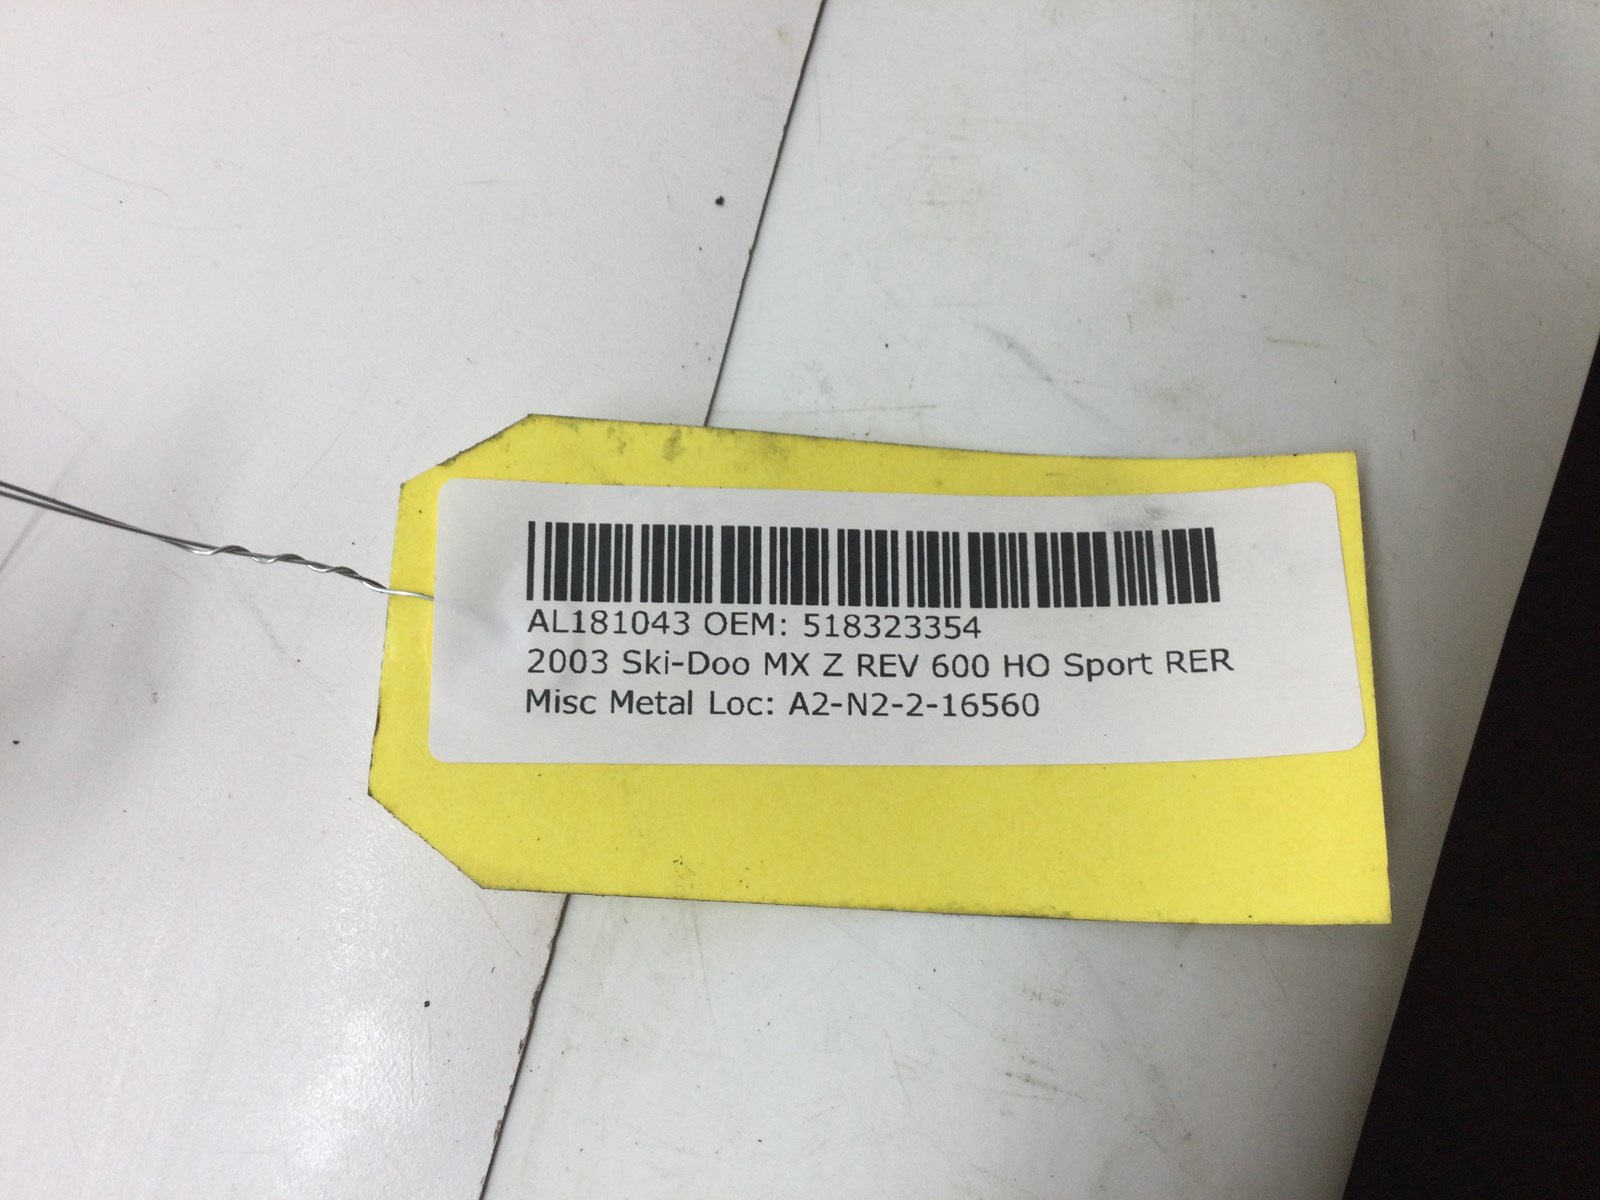 AL181043 OEM: 518323354
2003 Ski-Doo MX Z REV 600 HO Sport RER
Misc Metal Loc: A2-N2-2-16560